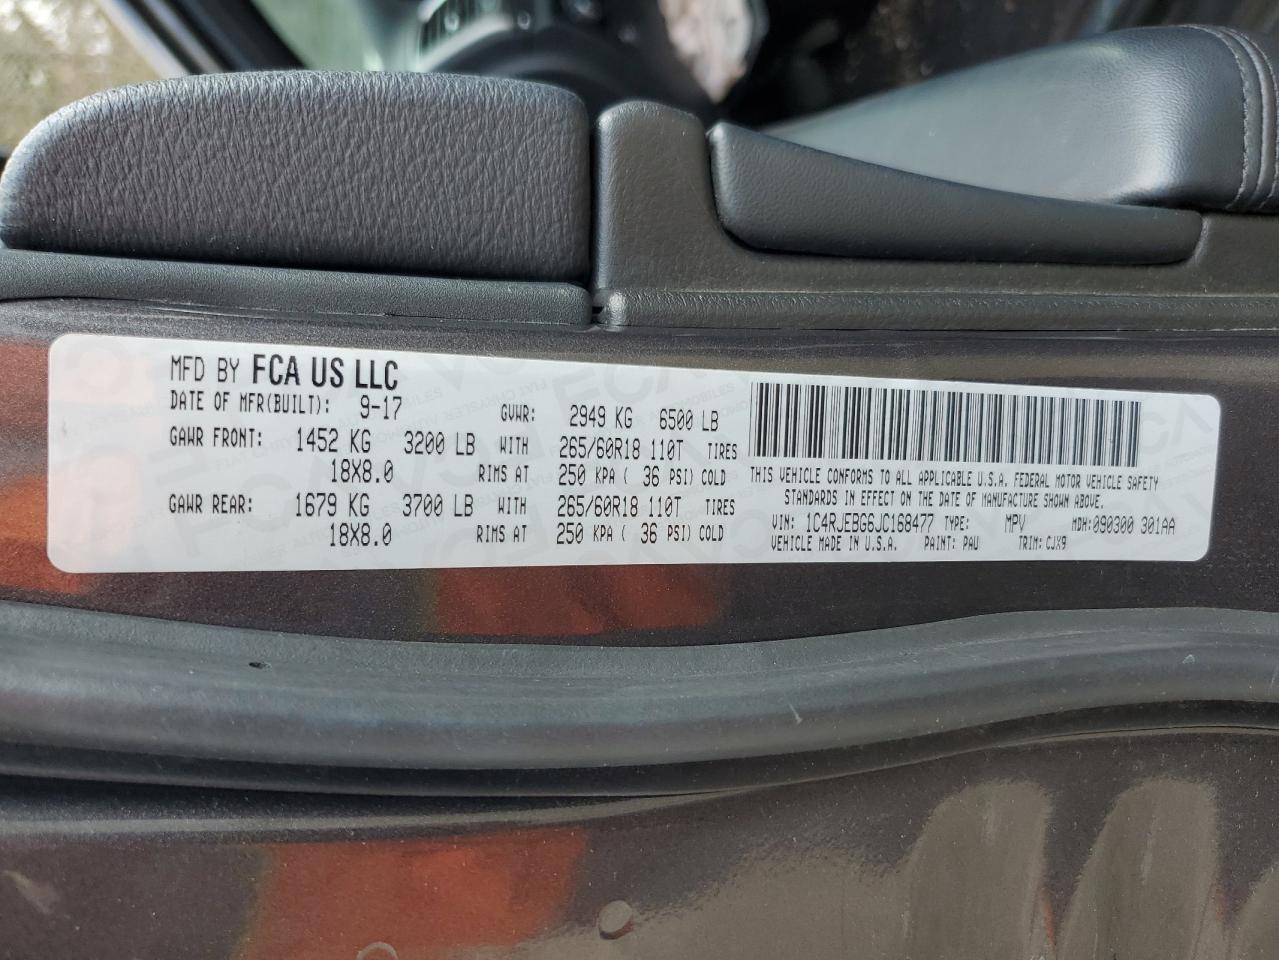 MFD BY FCA US LLC
DATE OF MFR(BUILT): 9-17 GVWR: 2949 KG 6500 LB
GAWR FRONT: 1452 KG 3200 LB WITH 265/60R18 110T TIRES
18X8.0 RIMS AT 250 KPA ( 36 PSI) COLD
GAWR REAR: 1679 KG 3700 LB WITH 265/60R18 110T TIRES
18X8.0 RIMS AT 250 KPA ( 36 PSI) COLD
THIS VEHICLE CONFORMS TO ALL APPLICABLE U.S.A. FEDERAL MOTOR VEHICLE SAFETY
STANDARDS IN EFFECT ON THE DATE OF MANUFACTURE SHOWN ABOVE.
VIN: 1C4RJEBG6JC168477 TYPE: MPV MDH: 090300 301AA
VEHICLE MADE IN U.S.A. PAINT: PAU TRIM: CJX9